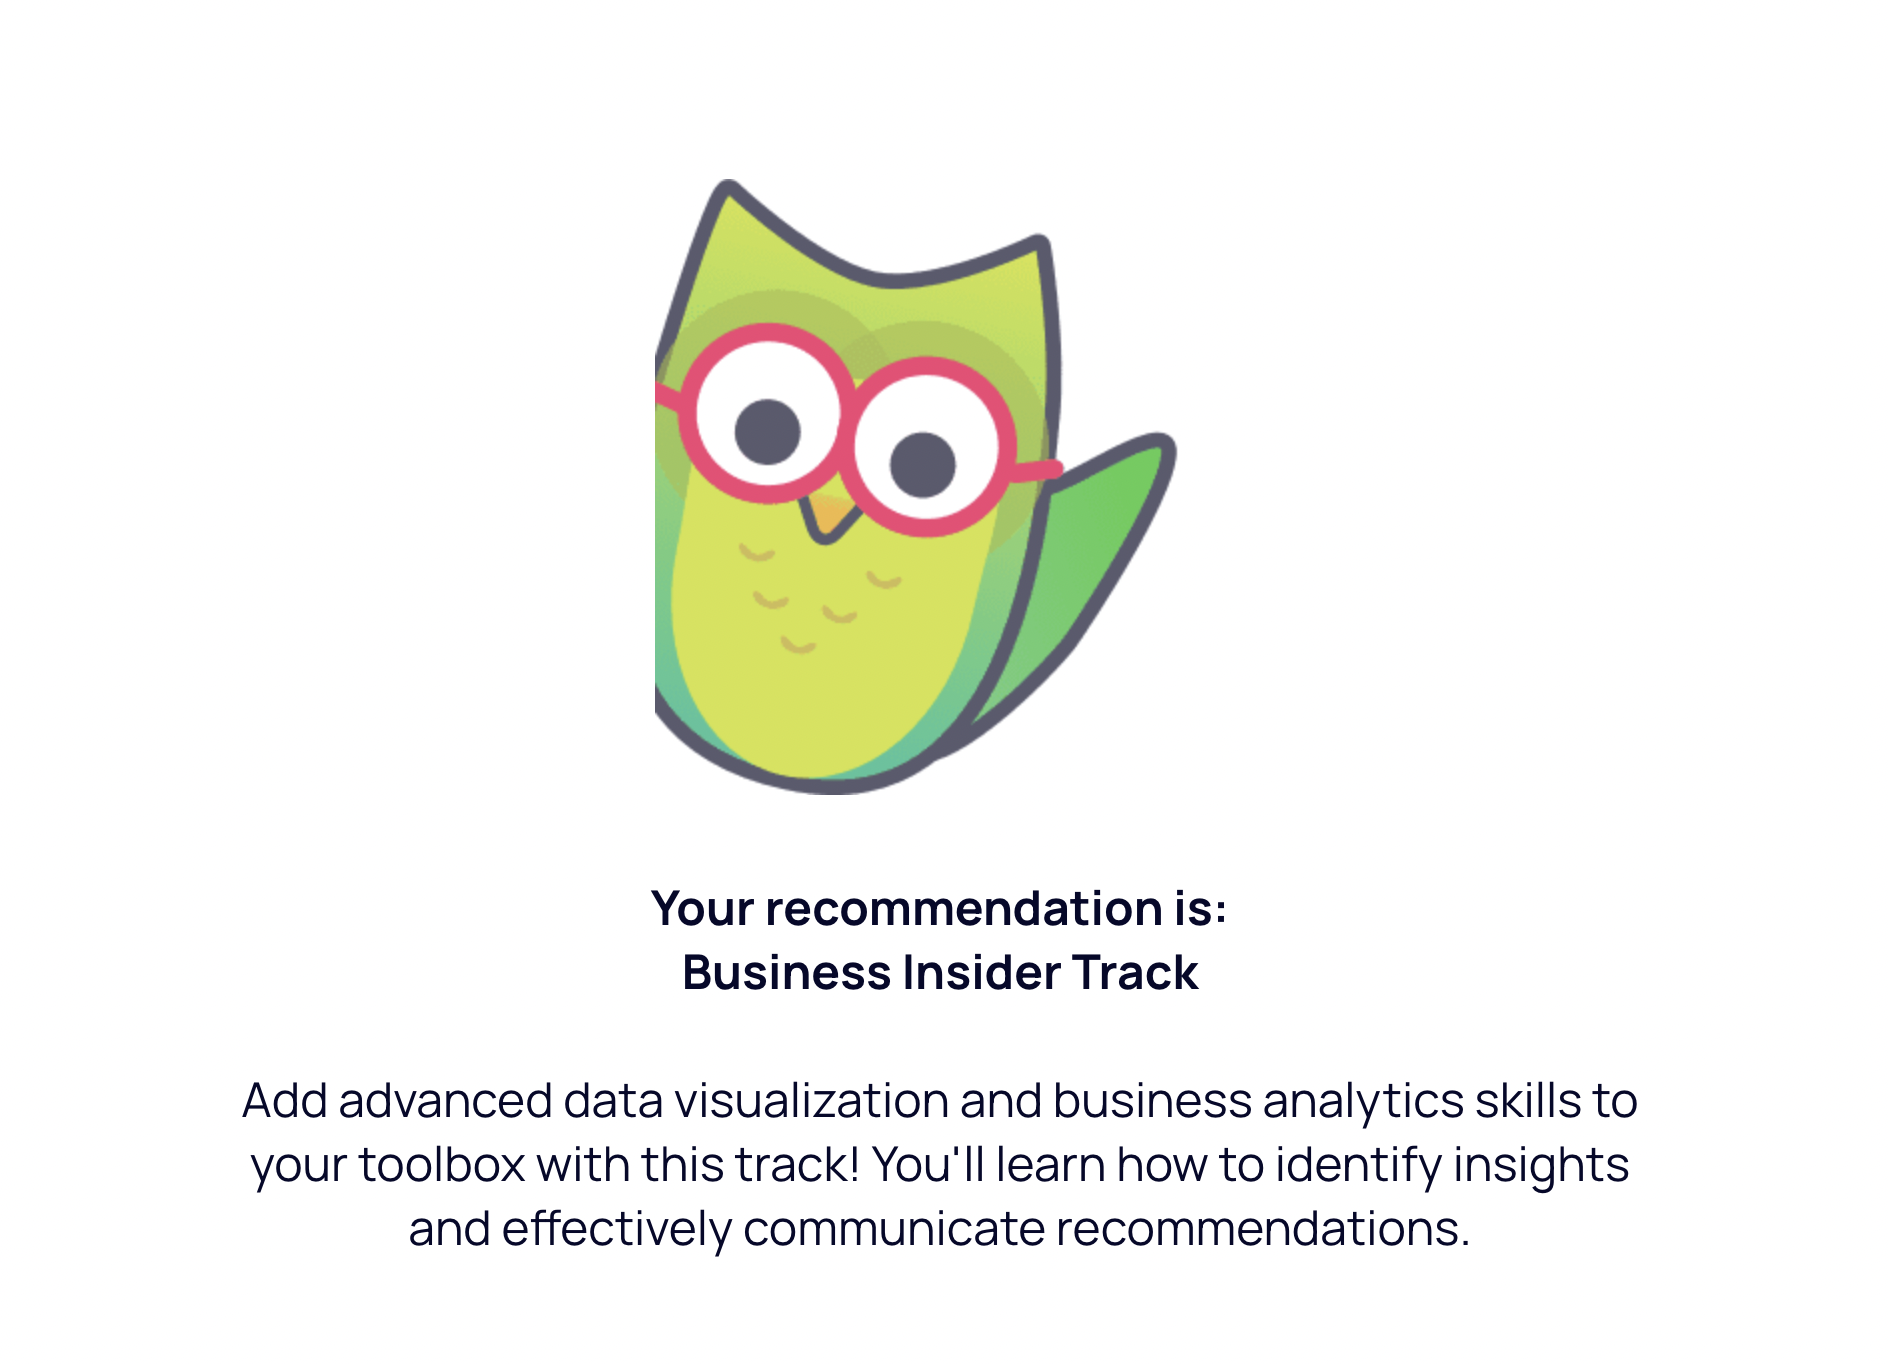 Your recommendation is:
Business Insider Track
Add advanced data visualization and business analytics skills to
your toolbox with this track! You'll learn how to identify insights
and effectively communicate recommendations.